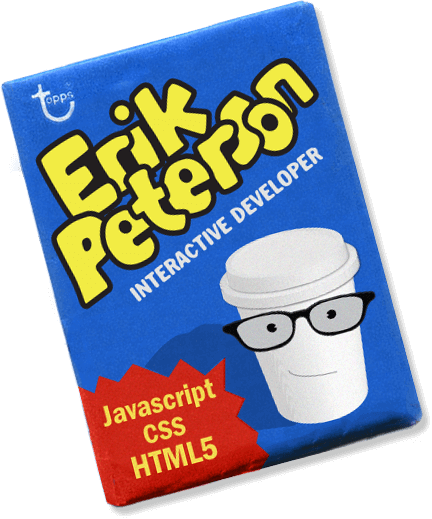 topps
Erik
Peterson
INTERACTIVE DEVELOPER
Javascript
CSS
HTML5